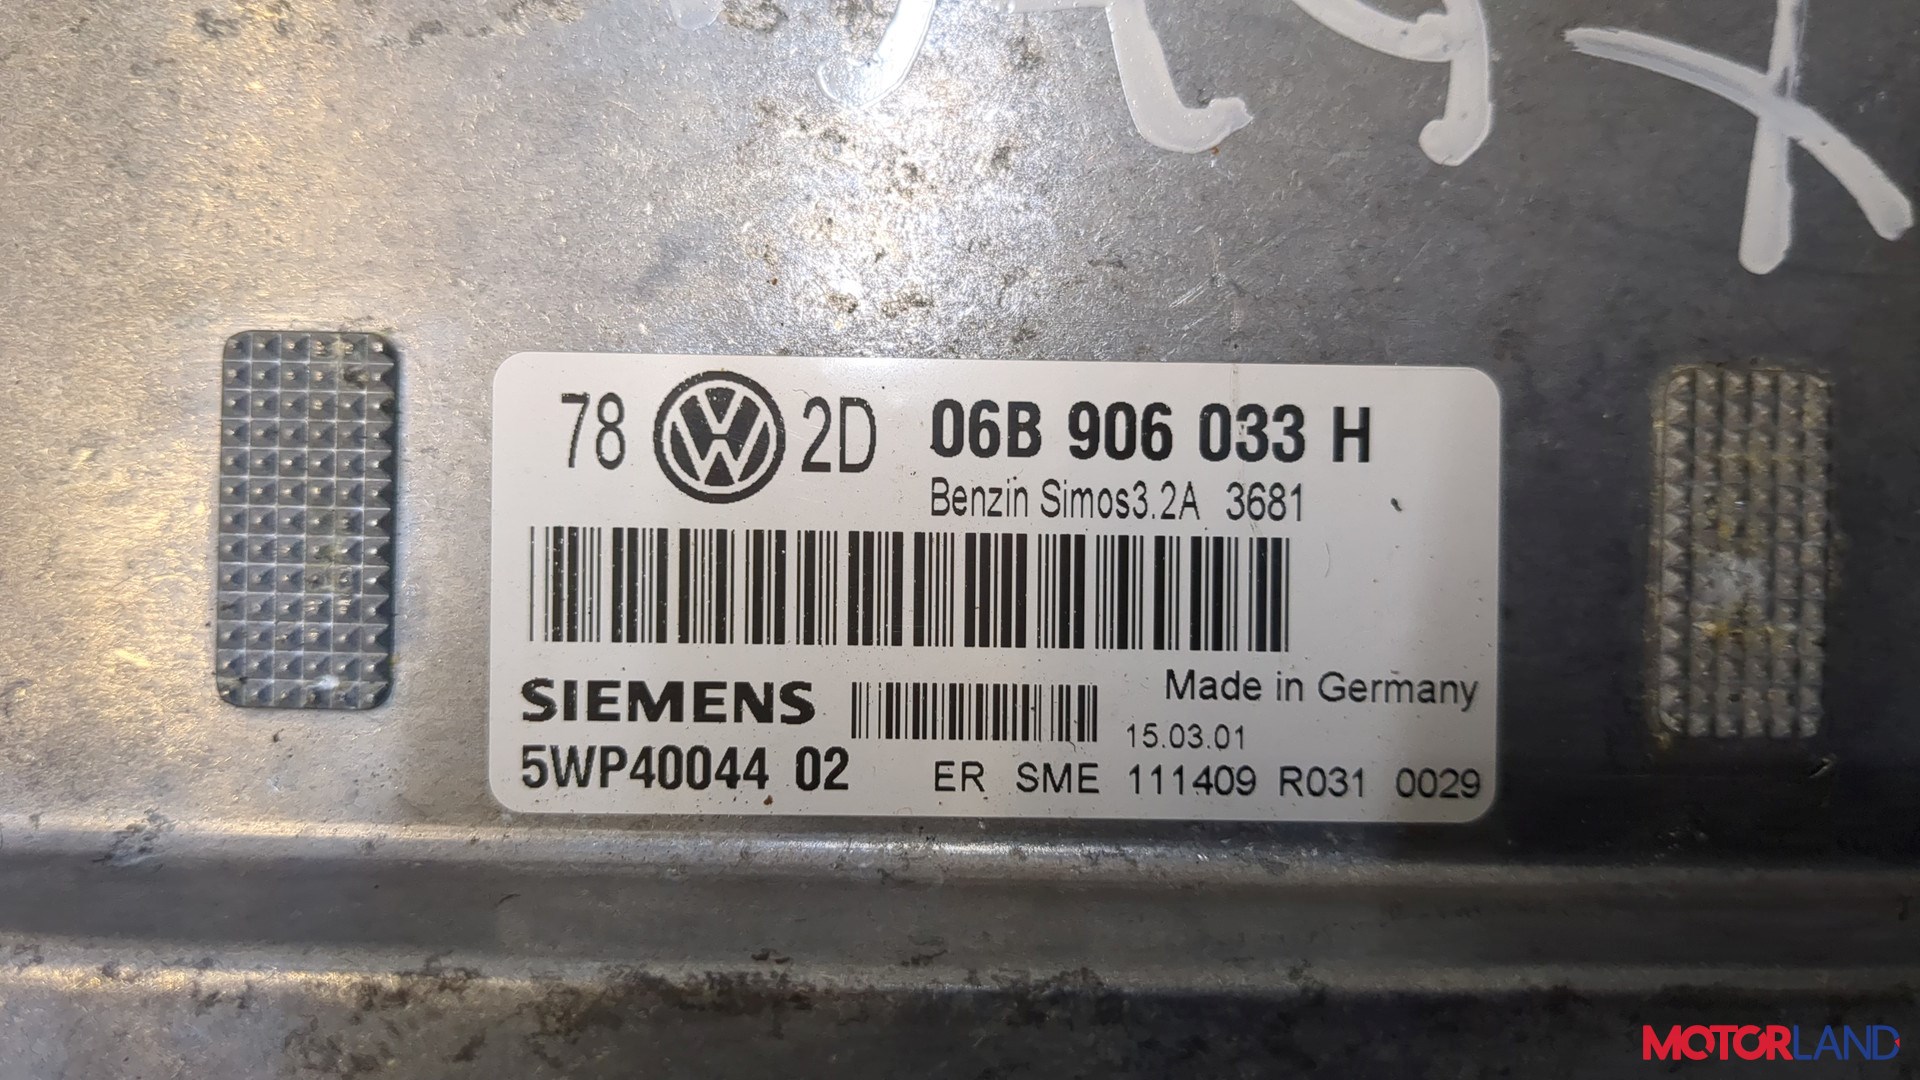 78 VW 2D 06B 906 033 H
Benzin Simos3.2A 3681
Made in Germany
SIEMENS
15.03.01
5WP40044 02 ER SME 111409 R031 0029
MOTORLAND